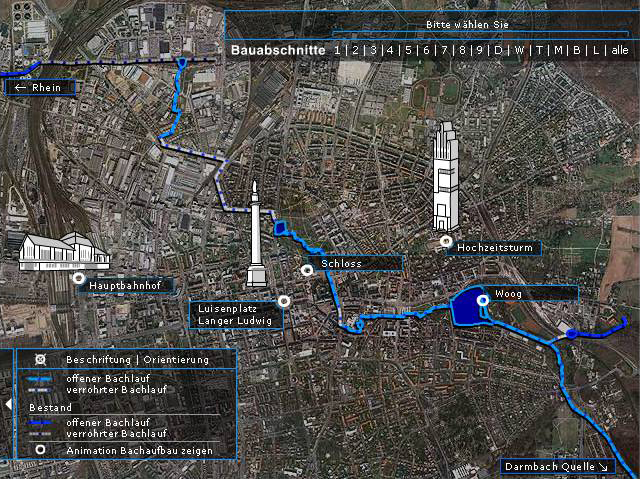 Bitte wählen Sie
Bauabschnitte 1 | 2 | 3 | 4 | 5 | 6 | 7 | 8 | 9 | D | W | T | M | B | L | alle
← Rhein
Hochzeitsturm
Schloss
Hauptbahnhof
Woog
Luisenplatz
Langer Ludwig
Beschriftung | Orientierung
offener Bachlauf
verrohrter Bachlauf
Bestand
offener Bachlauf
verrohrter Bachlauf
Animation Bachaufbau zeigen
Darmbach Quelle ↘